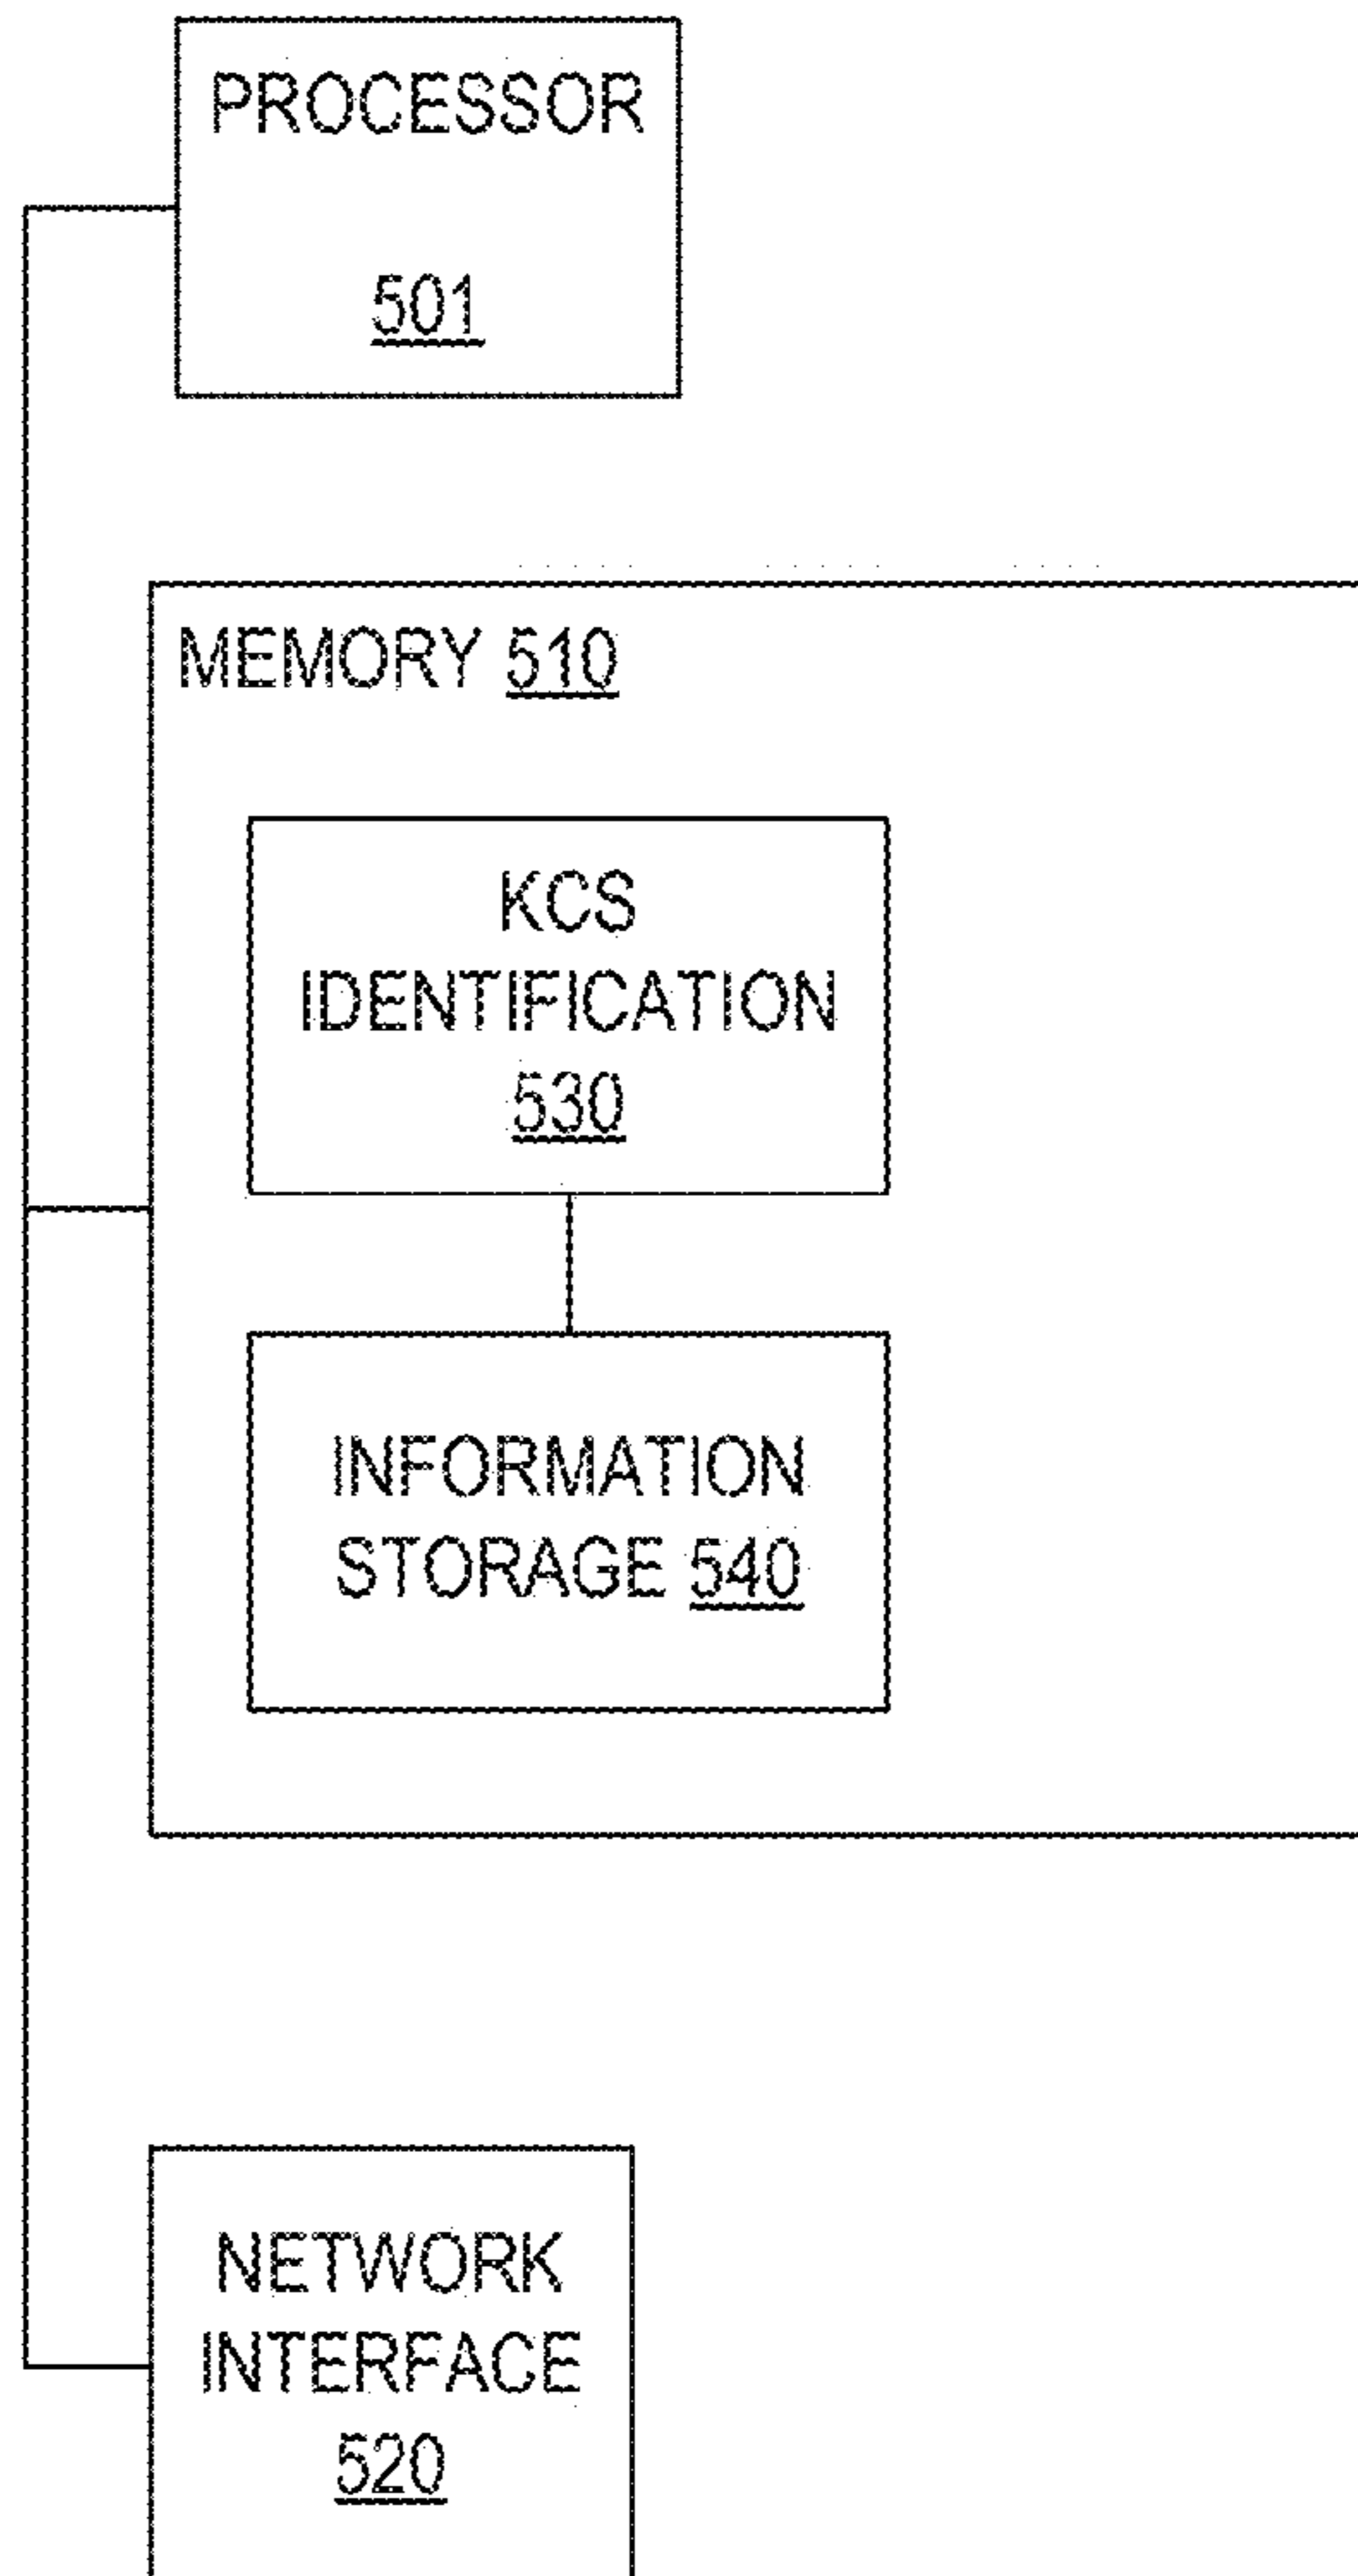 PROCESSOR
501
MEMORY 510
KCS
IDENTIFICATION
530
INFORMATION
STORAGE 540
NETWORK
INTERFACE
520